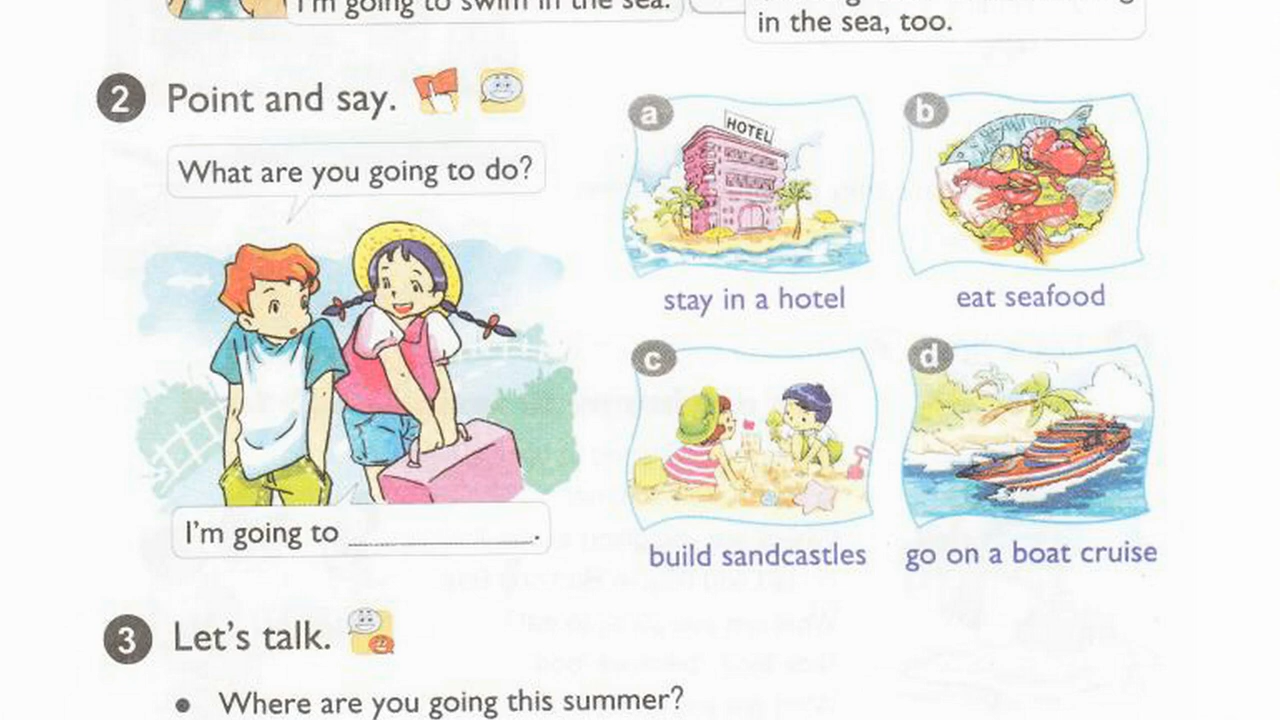 I'm going to swim in the sea.
in the sea, too.
2 Point and say.
What are you going to do?
I'm going to ____________.
a
HOTEL
stay in a hotel
b
eat seafood
c
build sandcastles
d
go on a boat cruise
3 Let's talk.
• Where are you going this summer?